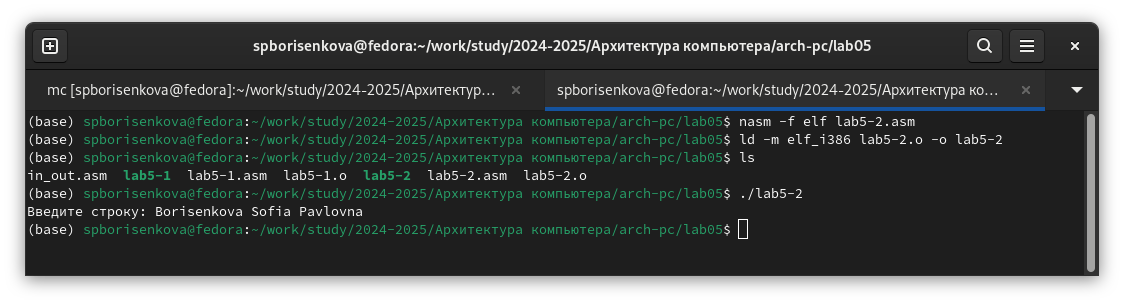 spborisenkova@fedora:~/work/study/2024-2025/Архитектура компьютера/arch-pc/lab05
mc [spborisenkova@fedora]:~/work/study/2024-2025/Архитектур... × spborisenkova@fedora:~/work/study/2024-2025/Архитектура ко... ×
(base) spborisenkova@fedora:~/work/study/2024-2025/Архитектура компьютера/arch-pc/lab05$ nasm -f elf lab5-2.asm
(base) spborisenkova@fedora:~/work/study/2024-2025/Архитектура компьютера/arch-pc/lab05$ ld -m elf_i386 lab5-2.o -o lab5-2
(base) spborisenkova@fedora:~/work/study/2024-2025/Архитектура компьютера/arch-pc/lab05$ ls
in_out.asm lab5-1 lab5-1.asm lab5-1.o lab5-2 lab5-2.asm lab5-2.o
(base) spborisenkova@fedora:~/work/study/2024-2025/Архитектура компьютера/arch-pc/lab05$ ./lab5-2
Введите строку: Borisenkova Sofia Pavlovna
(base) spborisenkova@fedora:~/work/study/2024-2025/Архитектура компьютера/arch-pc/lab05$